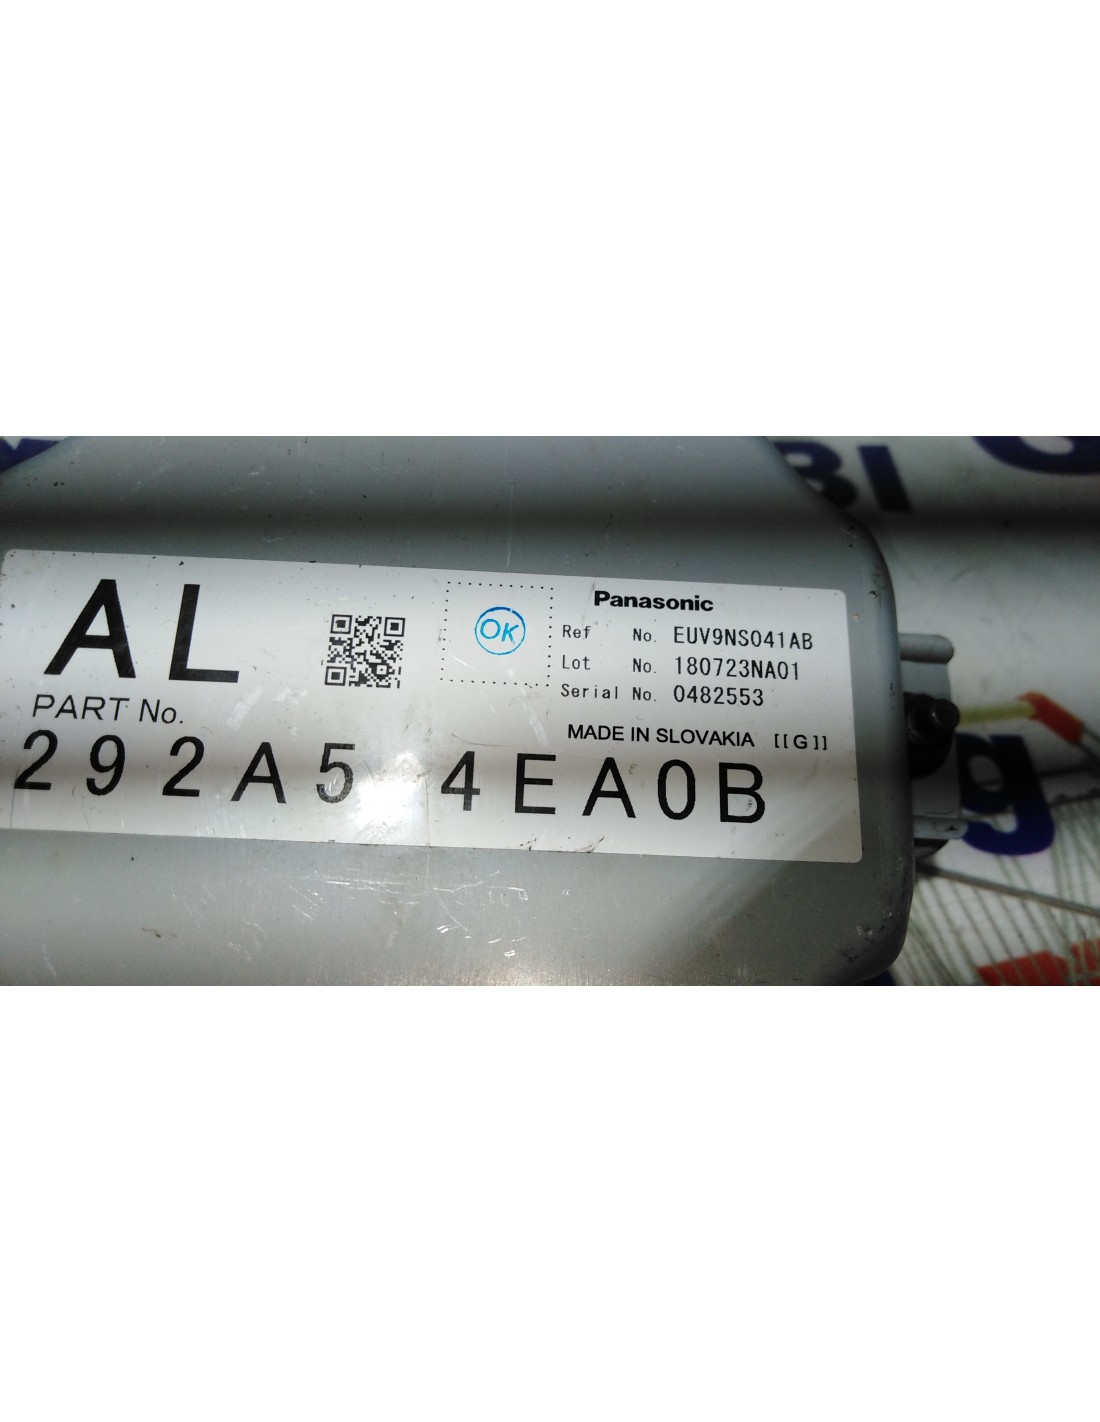 BI
AL
OK
Panasonic
Ref No. EUV9NS041AB
Lot No. 180723NA01
Serial No. 0482553
MADE IN SLOVAKIA [[G]]
PART No.
292A5 4EA0B
g